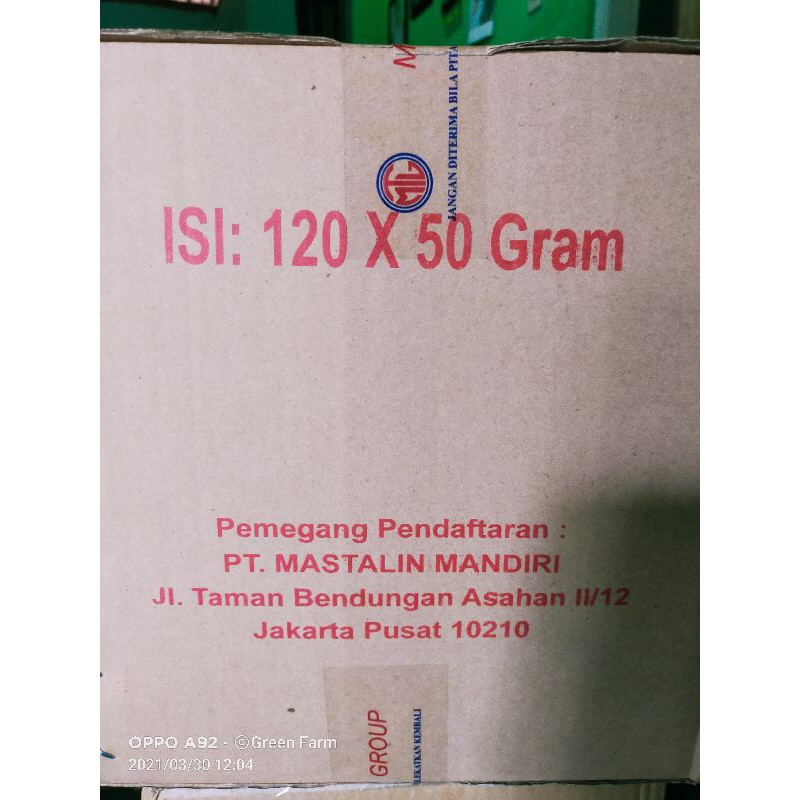 JANGAN DITERIMA BILA PITA
ISI: 120 X 50 Gram
Pemegang Pendaftaran :
PT. MASTALIN MANDIRI
Jl. Taman Bendungan Asahan II/12
Jakarta Pusat 10210
GROUP
KEMBALI
OPPO A92 - ©Green Farm
2021/03/30 12:04